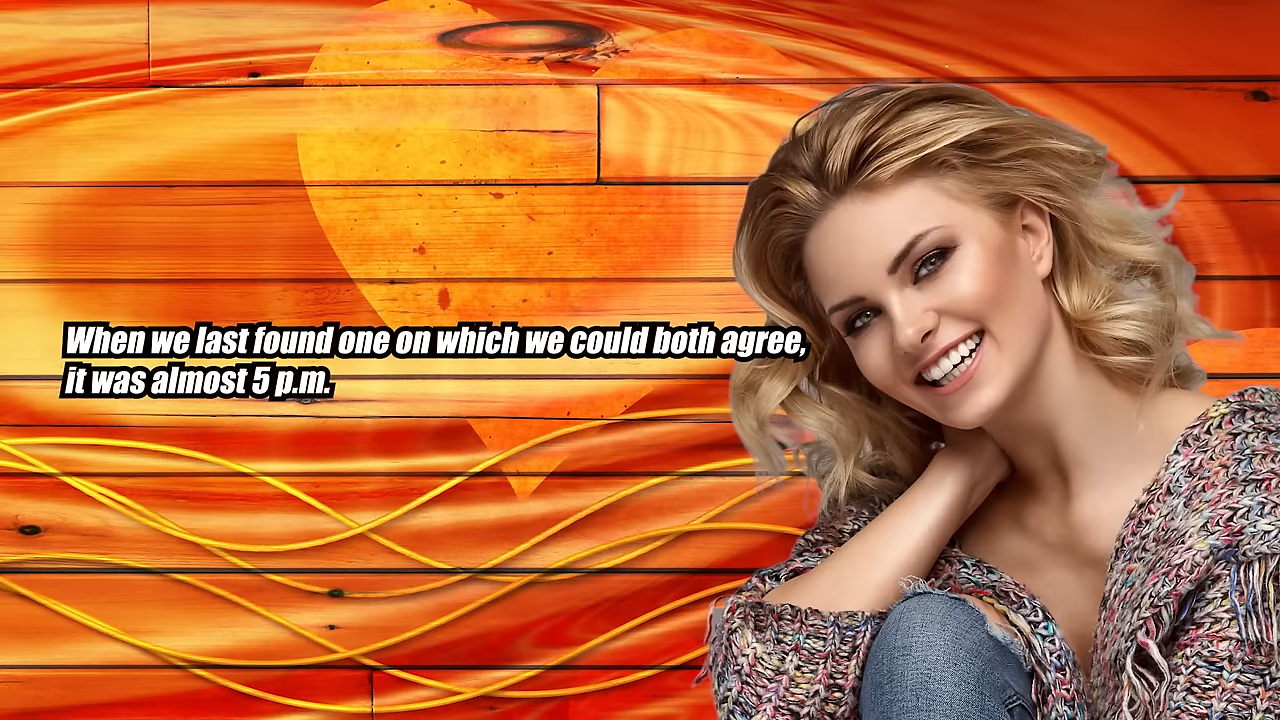 When we last found one on which we could both agree,
it was almost 5 p.m.